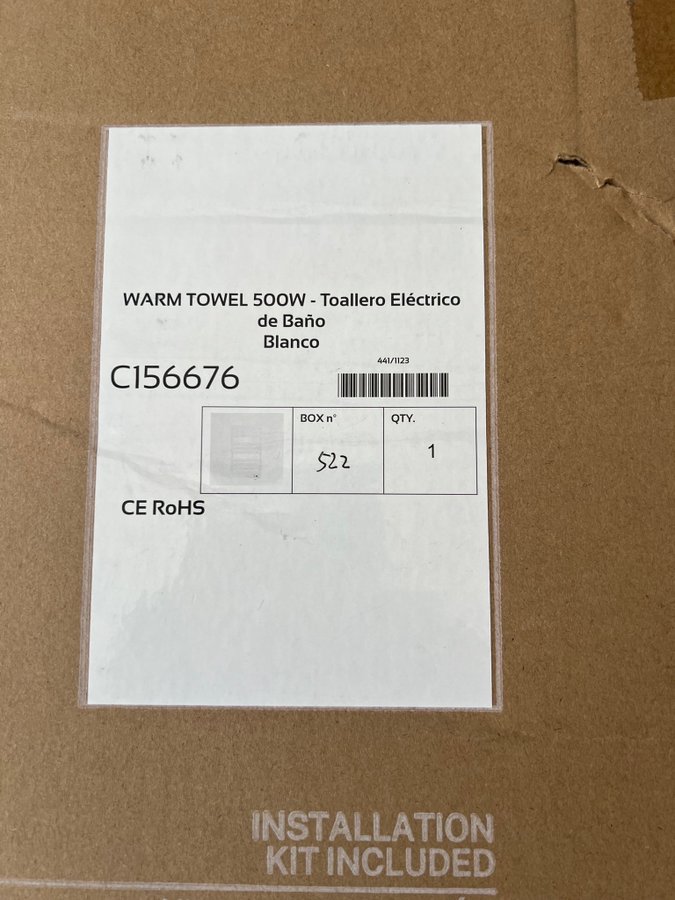 WARM TOWEL 500W - Toallero Eléctrico
de Baño
Blanco
441/1123
C156676
BOX n°
QTY.
522
1
CE RoHS
INSTALLATION
KIT INCLUDED